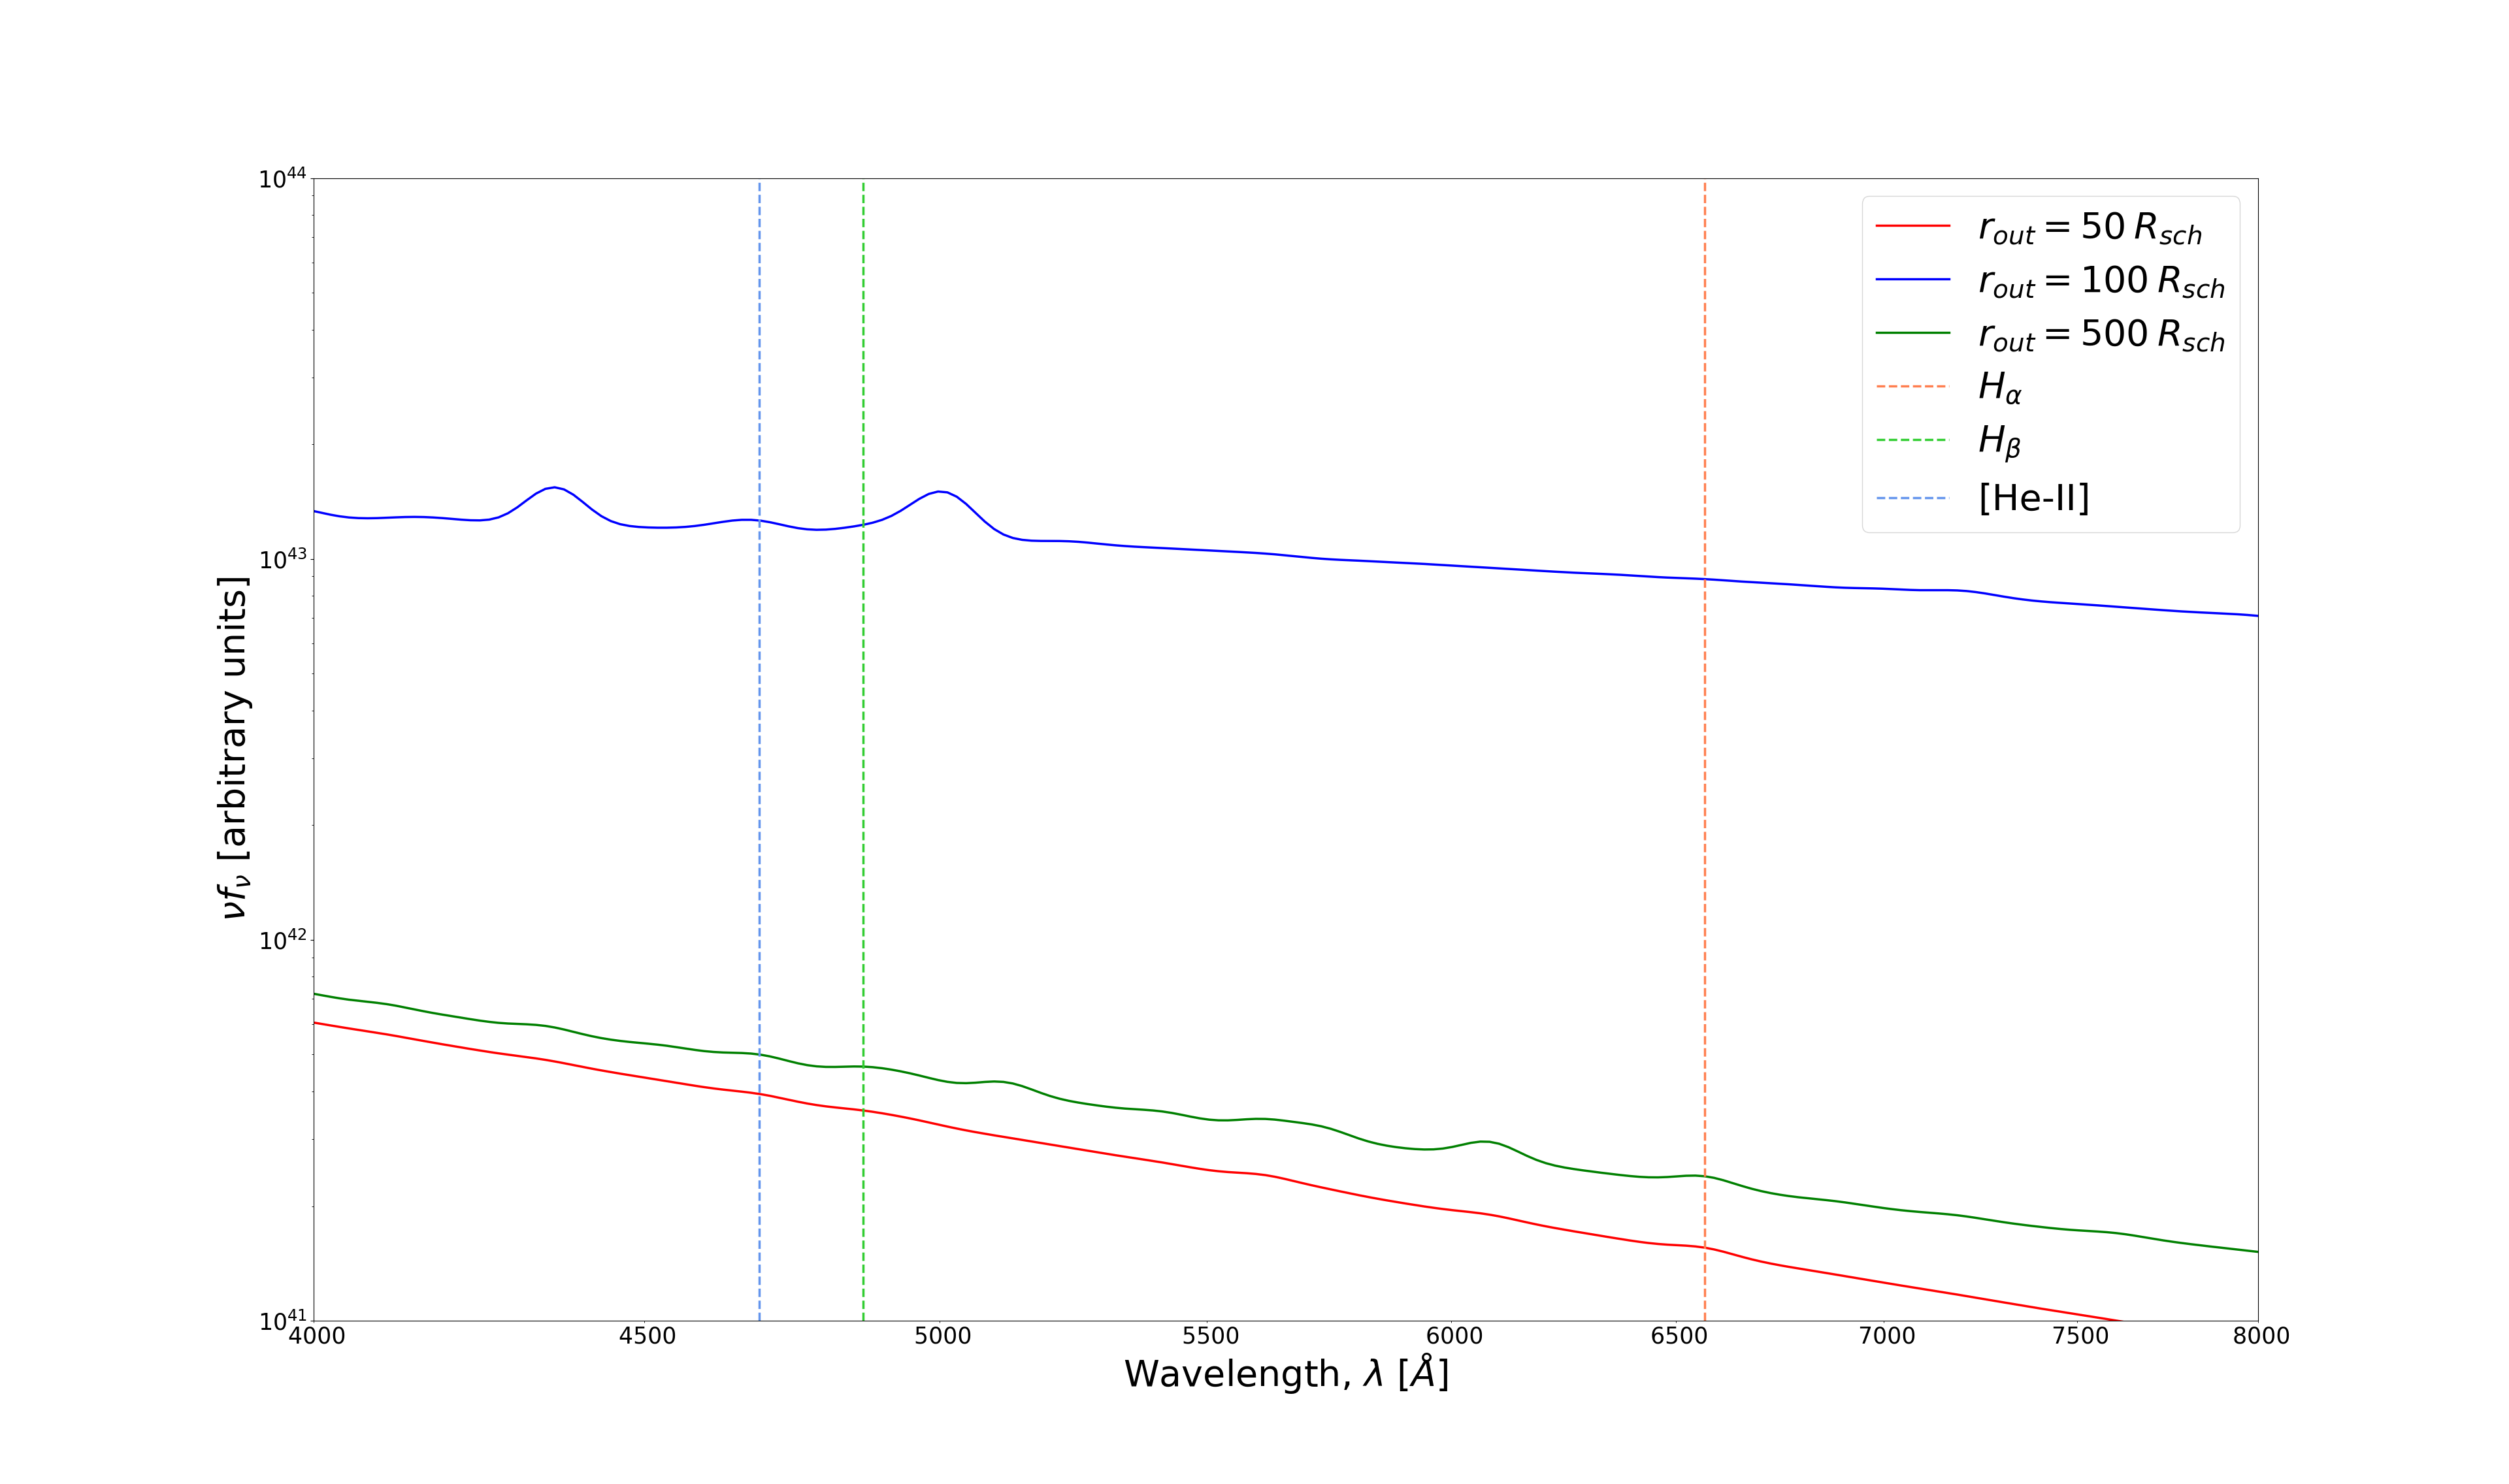 10^44
10^43
10^42
10^41
νf_ν [arbitrary units]
r_out = 50 R_sch
r_out = 100 R_sch
r_out = 500 R_sch
H_α
H_β
[He-II]
4000 4500 5000 5500 6000 6500 7000 7500 8000
Wavelength, λ [Å]